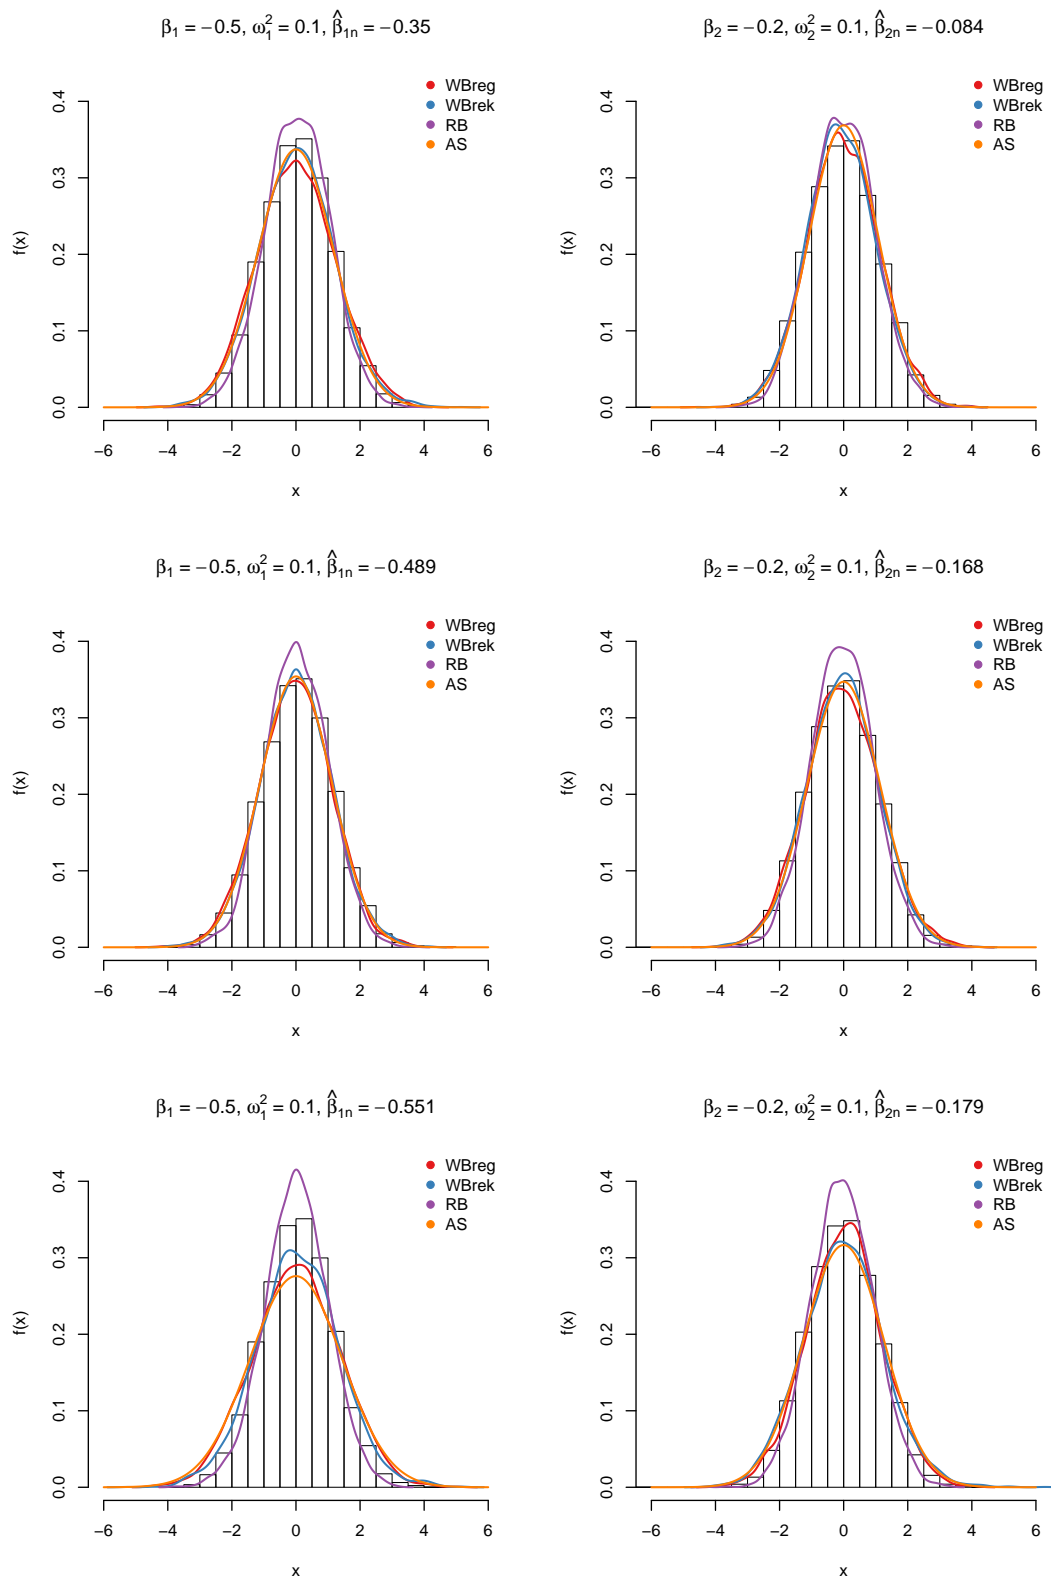 β₁ = −0.5, ω₁² = 0.1, β̂₁ₙ = −0.35
WBreg
WBrek
RB
AS
f(x)
0.0 0.1 0.2 0.3 0.4
−6 −4 −2 0 2 4 6
x
β₂ = −0.2, ω₂² = 0.1, β̂₂ₙ = −0.084
WBreg
WBrek
RB
AS
f(x)
0.0 0.1 0.2 0.3 0.4
−6 −4 −2 0 2 4 6
x
β₁ = −0.5, ω₁² = 0.1, β̂₁ₙ = −0.489
WBreg
WBrek
RB
AS
f(x)
0.0 0.1 0.2 0.3 0.4
−6 −4 −2 0 2 4 6
x
β₂ = −0.2, ω₂² = 0.1, β̂₂ₙ = −0.168
WBreg
WBrek
RB
AS
f(x)
0.0 0.1 0.2 0.3 0.4
−6 −4 −2 0 2 4 6
x
β₁ = −0.5, ω₁² = 0.1, β̂₁ₙ = −0.551
WBreg
WBrek
RB
AS
f(x)
0.0 0.1 0.2 0.3 0.4
−6 −4 −2 0 2 4 6
x
β₂ = −0.2, ω₂² = 0.1, β̂₂ₙ = −0.179
WBreg
WBrek
RB
AS
f(x)
0.0 0.1 0.2 0.3 0.4
−6 −4 −2 0 2 4 6
x